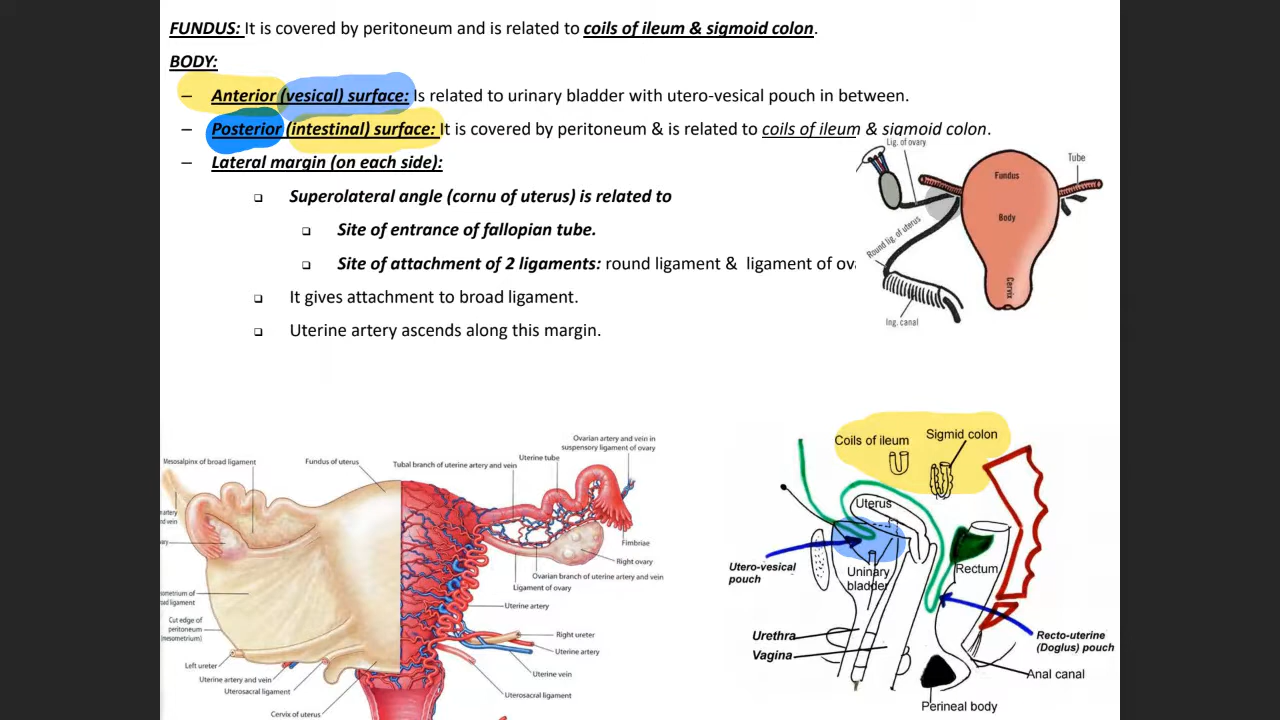 FUNDUS: It is covered by peritoneum and is related to coils of ileum & sigmoid colon.
BODY:
– Anterior (vesical) surface: Is related to urinary bladder with utero-vesical pouch in between.
– Posterior (intestinal) surface: It is covered by peritoneum & is related to coils of ileum & sigmoid colon.
– Lateral margin (on each side):
❑ Superolateral angle (cornu of uterus) is related to
❑ Site of entrance of fallopian tube.
❑ Site of attachment of 2 ligaments: round ligament & ligament of
❑ It gives attachment to broad ligament.
❑ Uterine artery ascends along this margin.
Lig. of ovary
Tube
Fundus
Body
Round lig. of uterus
Cervix
Ing. canal
Ovarian artery and vein in
suspensory ligament of ovary
Uterine tube
Tubal branch of uterine artery and vein
Fundus of uterus
Mesosalpinx of broad ligament
artery
Fimbriae
Right ovary
Ovarian branch of uterine artery and vein
Ligament of ovary
Uterine artery
Cut edge of
peritoneum
(mesometrium)
Right ureter
Uterine artery
Left ureter
Uterine vein
Uterine artery and vein
Uterosacral ligament
Uterosacral ligament
Cervix of uterus
Coils of ileum
Sigmid colon
Uterus
Utero-vesical
pouch
Uninary
bladder
Rectum
Urethra
Vagina
Recto-uterine
(Doglus) pouch
Anal canal
Perineal body